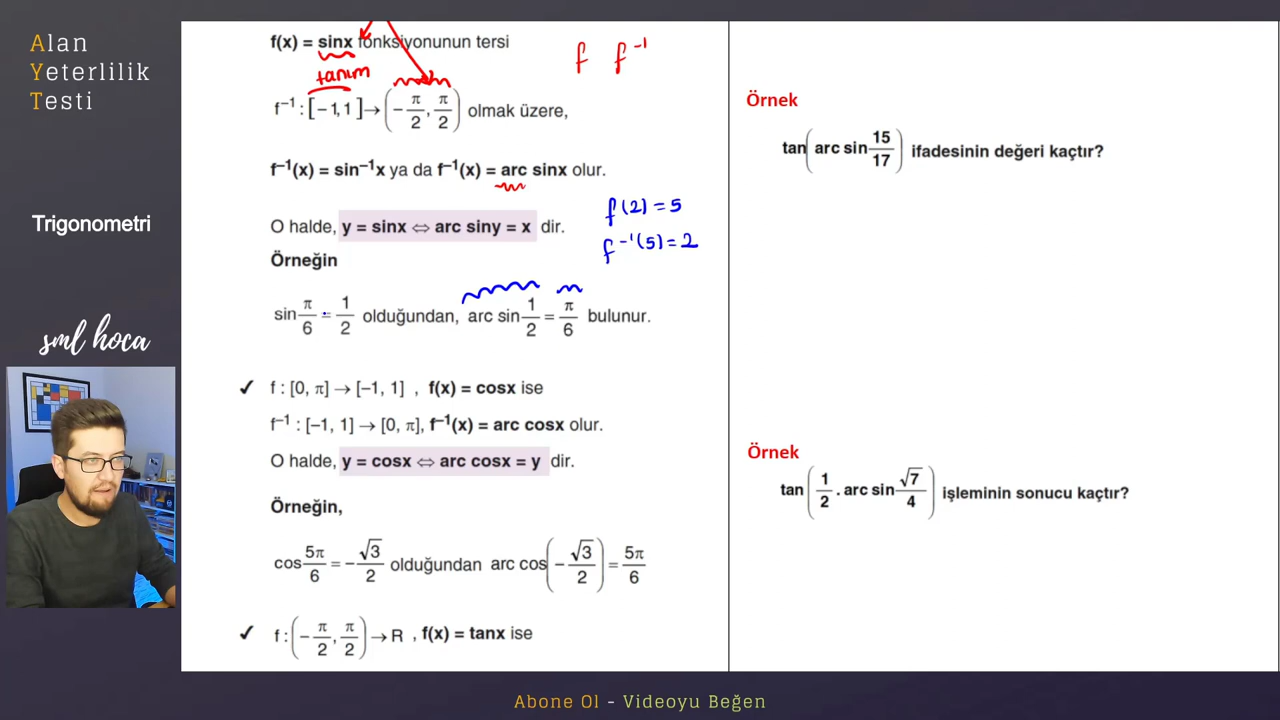 Alan
Yeterlilik
Testi
Trigonometri
sml hoca
f(x) = sinx fonksiyonunun tersi
f f⁻¹
tanım
f⁻¹ : [−1, 1] → (−π/2, π/2) olmak üzere,
f⁻¹(x) = sin⁻¹x ya da f⁻¹(x) = arc sinx olur.
f(2) = 5
O halde, y = sinx ⇔ arc siny = x dir.
f⁻¹(5) = 2
Örneğin
sin π/6 = 1/2 olduğundan, arc sin 1/2 = π/6 bulunur.
✓ f : [0, π] → [−1, 1] , f(x) = cosx ise
f⁻¹ : [−1, 1] → [0, π], f⁻¹(x) = arc cosx olur.
O halde, y = cosx ⇔ arc cosx = y dir.
Örneğin,
cos 5π/6 = −√3/2 olduğundan arc cos(−√3/2) = 5π/6
✓ f : (−π/2, π/2) → R , f(x) = tanx ise
Örnek
tan(arc sin 15/17) ifadesinin değeri kaçtır?
Örnek
tan(1/2 . arc sin √7/4) işleminin sonucu kaçtır?
Abone Ol - Videoyu Beğen